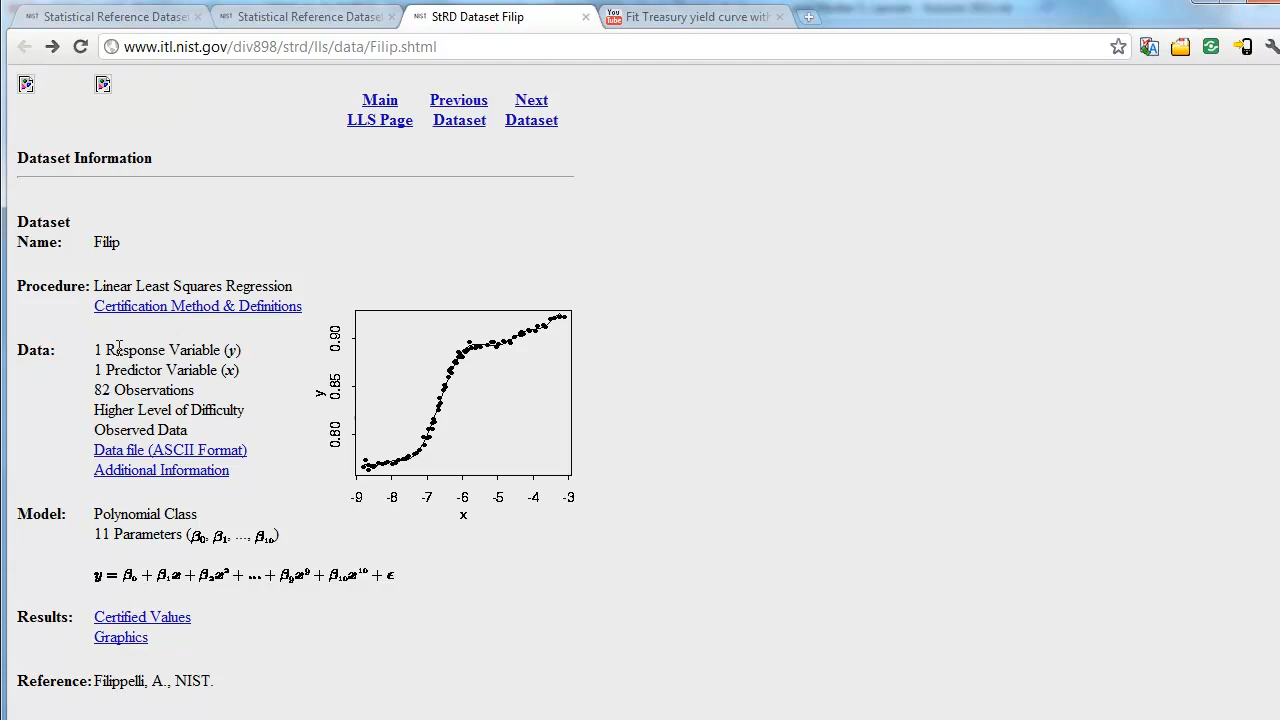 NIST Statistical Reference Dataset
NIST Statistical Reference Dataset
NIST StRD Dataset Filip
You Tube Fit Treasury yield curve with
www.itl.nist.gov/div898/strd/lls/data/Filip.shtml
Main LLS Page
Previous Dataset
Next Dataset
Dataset Information
Dataset Name: Filip
Procedure: Linear Least Squares Regression
Certification Method & Definitions
Data: 1 Response Variable (y)
1 Predictor Variable (x)
82 Observations
Higher Level of Difficulty
Observed Data
Data file (ASCII Format)
Additional Information
y
0.90
0.85
0.80
-9 -8 -7 -6 -5 -4 -3
x
Model: Polynomial Class
11 Parameters (β₀, β₁, ..., β₁₀)
y = β₀ + β₁x + β₂x² + ... + β₉x⁹ + β₁₀x¹⁰ + ϵ
Results: Certified Values
Graphics
Reference: Filippelli, A., NIST.